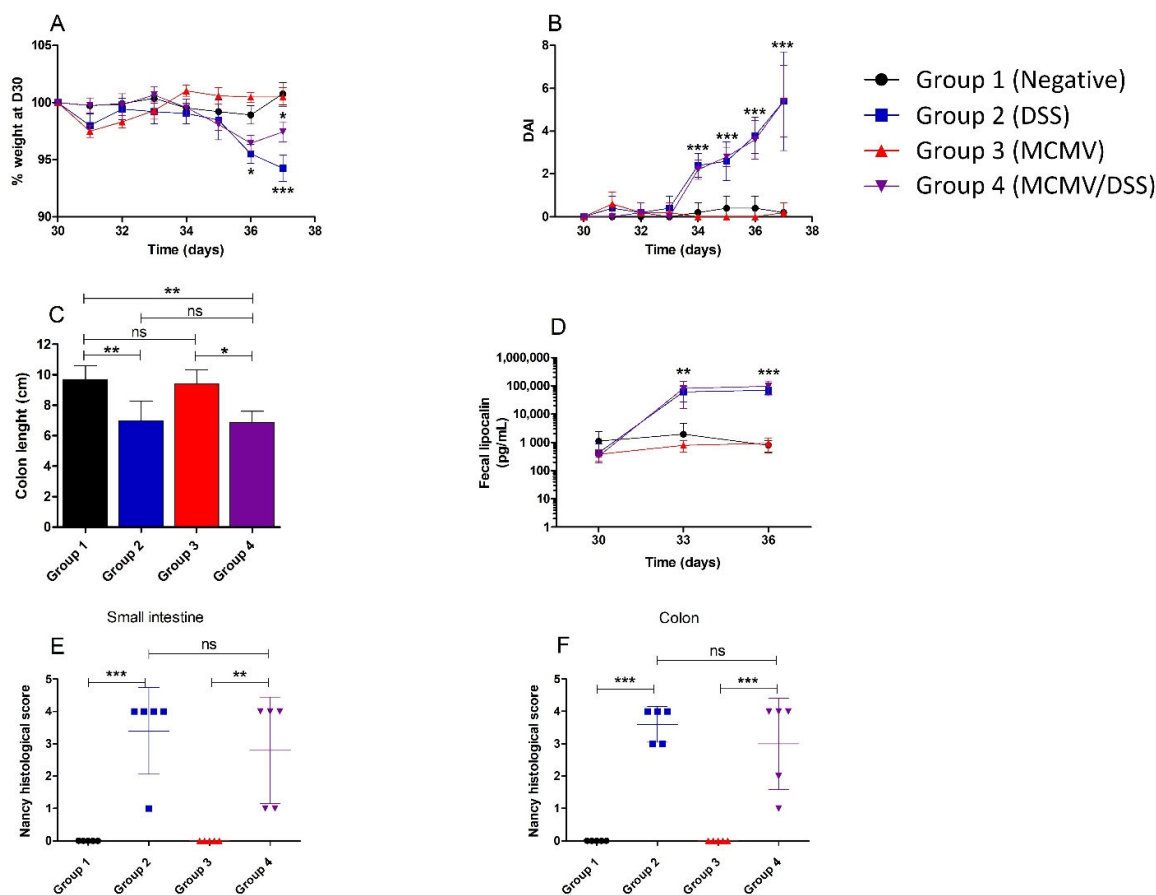 A
105
100
95
90
% weight at D30
*
*
***
30 32 34 36 38
Time (days)
B
8
6
4
2
0
DAI
***
***
***
***
30 32 34 36 38
Time (days)
Group 1 (Negative)
Group 2 (DSS)
Group 3 (MCMV)
Group 4 (MCMV/DSS)
C
**
ns
ns
** *
12
10
8
6
4
2
0
Colon lenght (cm)
Group 1 Group 2 Group 3 Group 4
D
1,000,000
100,000
10,000
1 000
100
10
1
Fecal lipocalin
(pg/mL)
** ***
30 33 36
Time (days)
Small intestine
E
ns
*** **
5
4
3
2
1
0
Nancy histological score
Group 1 Group 2 Group 3 Group 4
Colon
F
ns
*** ***
5
4
3
2
1
0
Nancy histological score
Group 1 Group 2 Group 3 Group 4